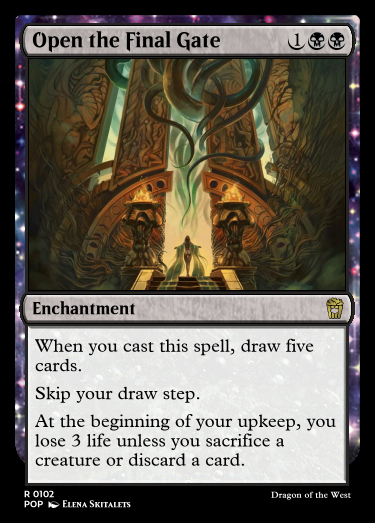 Open the Final Gate 1
Enchantment
When you cast this spell, draw five
cards.
Skip your draw step.
At the beginning of your upkeep, you
lose 3 life unless you sacrifice a
creature or discard a card.
R 0102
POP Elena Skitalets
Dragon of the West